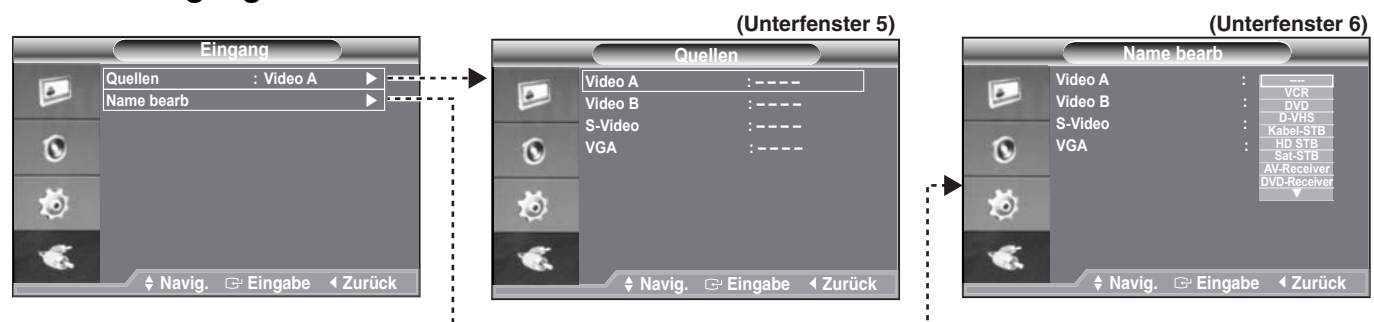 (Unterfenster 5)
(Unterfenster 6)
Eingang
Quellen : Video A ▶
Name bearb ▶
◆ Navig. Eingabe ◀ Zurück
Quellen
Video A : – – – –
Video B : – – – –
S-Video : – – – –
VGA : – – – –
◆ Navig. Eingabe ◀ Zurück
Name bearb
Video A :
Video B :
S-Video :
VGA :
----
VCR
DVD
D-VHS
Kabel-STB
HD STB
Sat-STB
AV-Receiver
DVD-Receiver
▼
◆ Navig. Eingabe ◀ Zurück